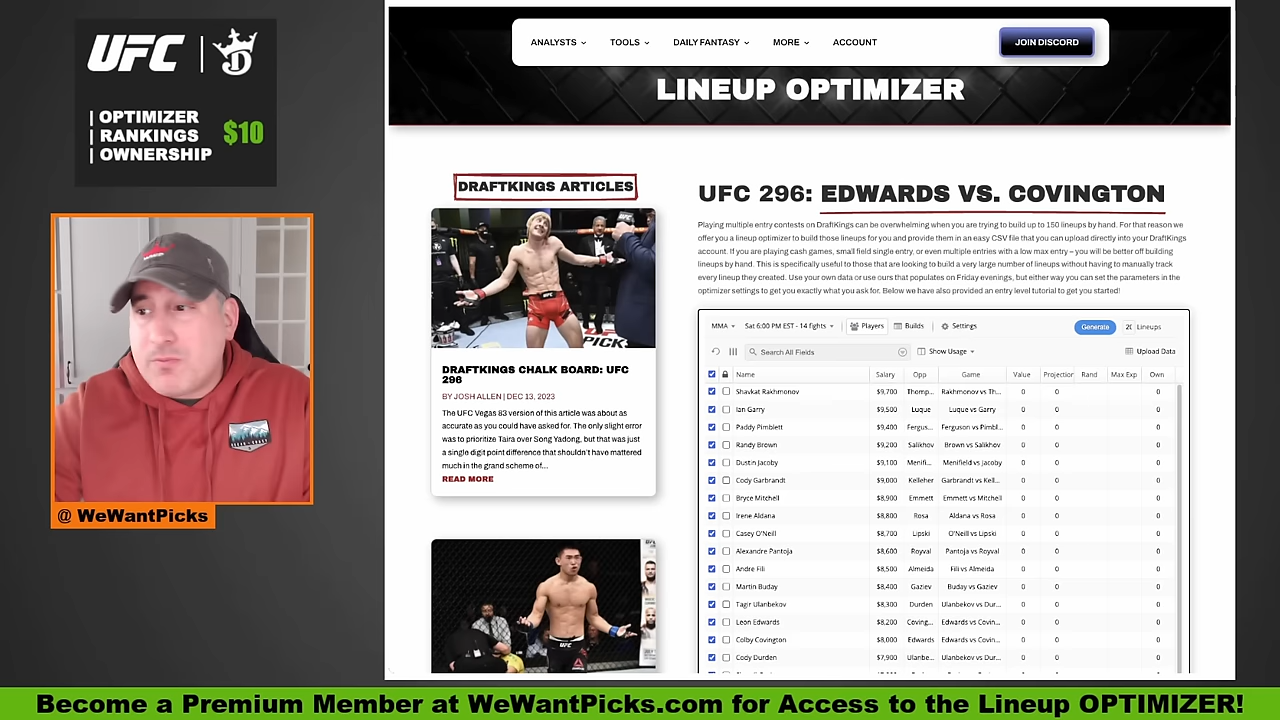 UFC
| OPTIMIZER
| RANKINGS
| OWNERSHIP
$10
@ WeWantPicks
ANALYSTS TOOLS DAILY FANTASY MORE ACCOUNT JOIN DISCORD
LINEUP OPTIMIZER
DRAFTKINGS ARTICLES
DRAFTKINGS CHALK BOARD: UFC
296
BY JOSH ALLEN | DEC 13, 2023
The UFC Vegas 83 version of this article was about as
accurate as you could have asked for. The only slight error
was to prioritize Taira over Song Yadong, but that was just
a single digit point difference that shouldn't have mattered
much in the grand scheme of...
READ MORE
UFC 296: EDWARDS VS. COVINGTON
Playing multiple entry contests on DraftKings can be overwhelming when you are trying to build up to 150 lineups by hand. For that reason we
offer you a lineup optimizer to build those lineups for you and provide them in an easy CSV file that you can upload directly into your DraftKings
account. If you are playing cash games, small field single entry, or even multiple entries with a low max entry – you will be better off building
lineups by hand. This is specifically useful to those that are looking to build a very large number of lineups without having to manually track
every lineup they created. Use your own data or use ours that populates on Friday evenings, but either way you can set the parameters in the
optimizer settings to get you exactly what you ask for. Below we have also provided an entry level tutorial to get you started!
MMA Sat 6:00 PM EST - 14 fights Players Builds Settings Generate 20 Lineups
Search All Fields Show Usage Upload Data
Name Salary Opp Game Value Projection Rand Max Exp Own
Shavkat Rakhmonov $9,700 Thomp... Rakhmonov vs Th... 0 0 0
Ian Garry $9,500 Luque Luque vs Garry 0 0 0
Paddy Pimblett $9,400 Fergus... Ferguson vs Pimbl... 0 0 0
Randy Brown $9,200 Salikhov Brown vs Salikhov 0 0 0
Dustin Jacoby $9,100 Menifi... Menifield vs Jacoby 0 0 0
Cody Garbrandt $9,000 Kelleher Garbrandt vs Kell... 0 0 0
Bryce Mitchell $8,900 Emmett Emmett vs Mitchell 0 0 0
Irene Aldana $8,800 Rosa Aldana vs Rosa 0 0 0
Casey O'Neill $8,700 Lipski O'Neill vs Lipski 0 0 0
Alexandre Pantoja $8,600 Royval Pantoja vs Royval 0 0 0
Andre Fili $8,500 Almeida Fili vs Almeida 0 0 0
Martin Buday $8,400 Gaziev Buday vs Gaziev 0 0 0
Tagir Ulanbekov $8,300 Durden Ulanbekov vs Dur... 0 0 0
Leon Edwards $8,200 Coving... Edwards vs Covin... 0 0 0
Colby Covington $8,000 Edwards Edwards vs Covin... 0 0 0
Cody Durden $7,900 Ulanbe... Ulanbekov vs Dur... 0 0 0
Become a Premium Member at WeWantPicks.com for Access to the Lineup OPTIMIZER!